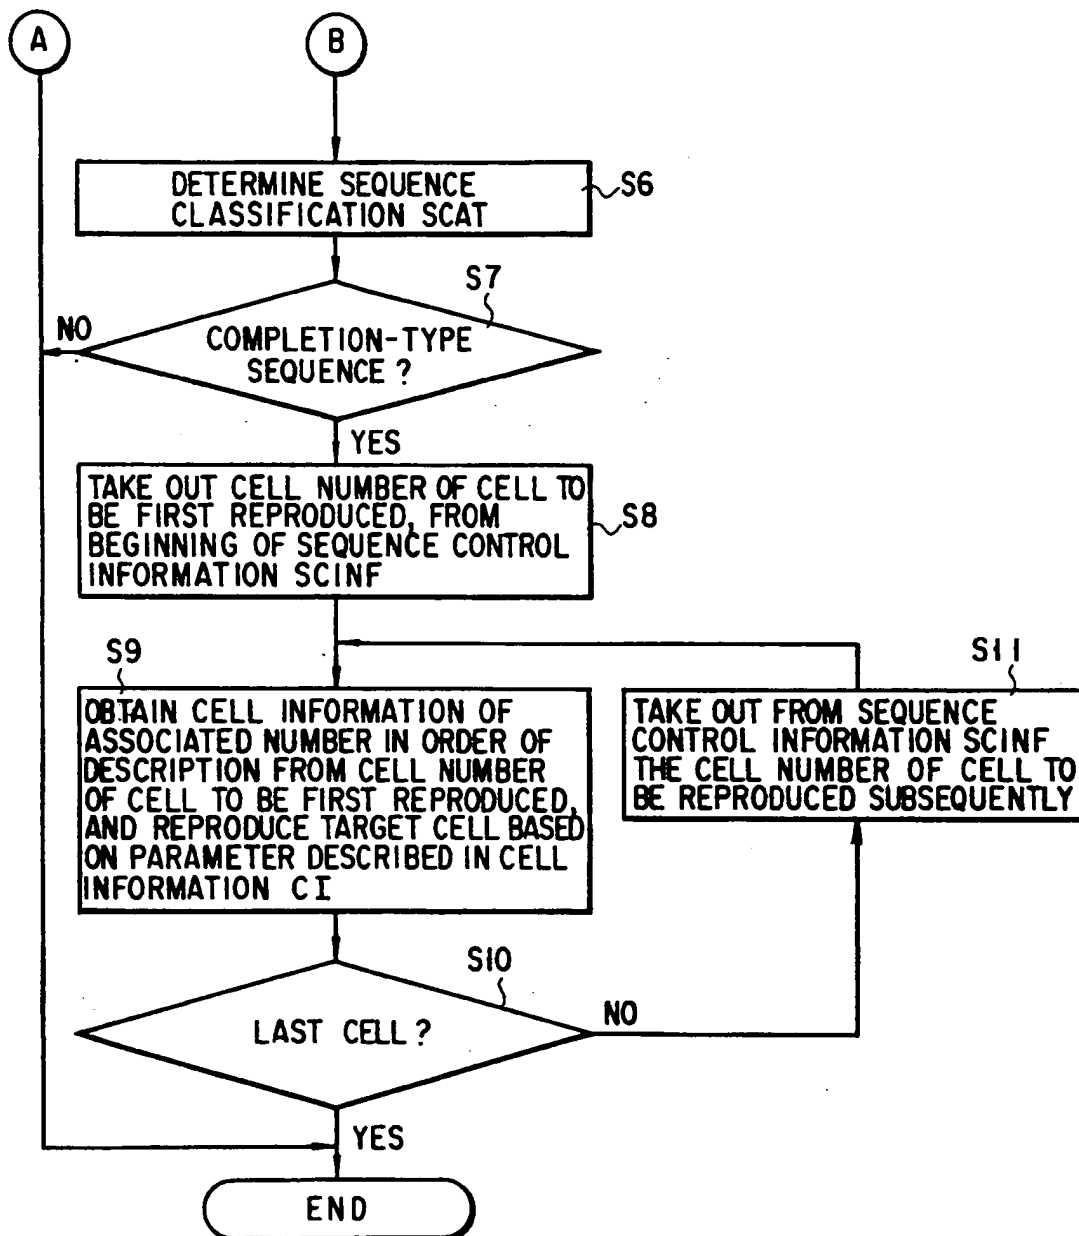 A
B
DETERMINE SEQUENCE
CLASSIFICATION SCAT
S6
S7
NO
COMPLETION-TYPE
SEQUENCE?
YES
TAKE OUT CELL NUMBER OF CELL TO
BE FIRST REPRODUCED, FROM
BEGINNING OF SEQUENCE CONTROL
INFORMATION SCINF
S8
S9
OBTAIN CELL INFORMATION OF
ASSOCIATED NUMBER IN ORDER OF
DESCRIPTION FROM CELL NUMBER
OF CELL TO BE FIRST REPRODUCED,
AND REPRODUCE TARGET CELL BASED
ON PARAMETER DESCRIBED IN CELL
INFORMATION CI
S11
TAKE OUT FROM SEQUENCE
CONTROL INFORMATION SCINF
THE CELL NUMBER OF CELL TO
BE REPRODUCED SUBSEQUENTLY
S10
LAST CELL?
NO
YES
END